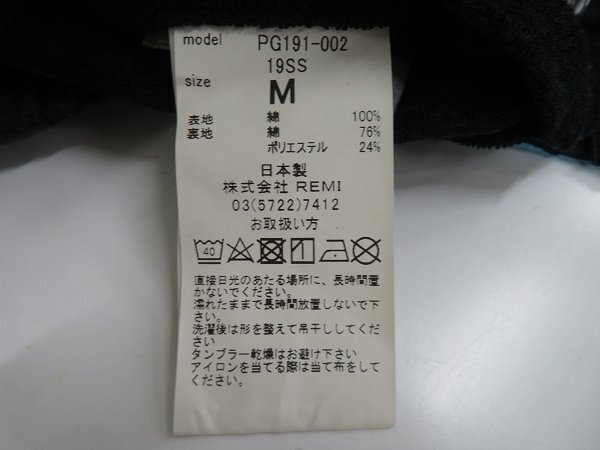 model PG191-002
19SS
size M
表地 綿 100%
裏地 綿 76%
ポリエステル 24%
日本製
株式会社 REMI
03(5722)7412
お取扱い方
40
直接日光のあたる場所に、長時間置
かないでください。
濡れたままで長時間放置しないで下
さい。
洗濯後は形を整えて吊干ししてくだ
さい
タンブラー乾燥はお避け下さい
アイロンを当てる際は当て布をして
ください。